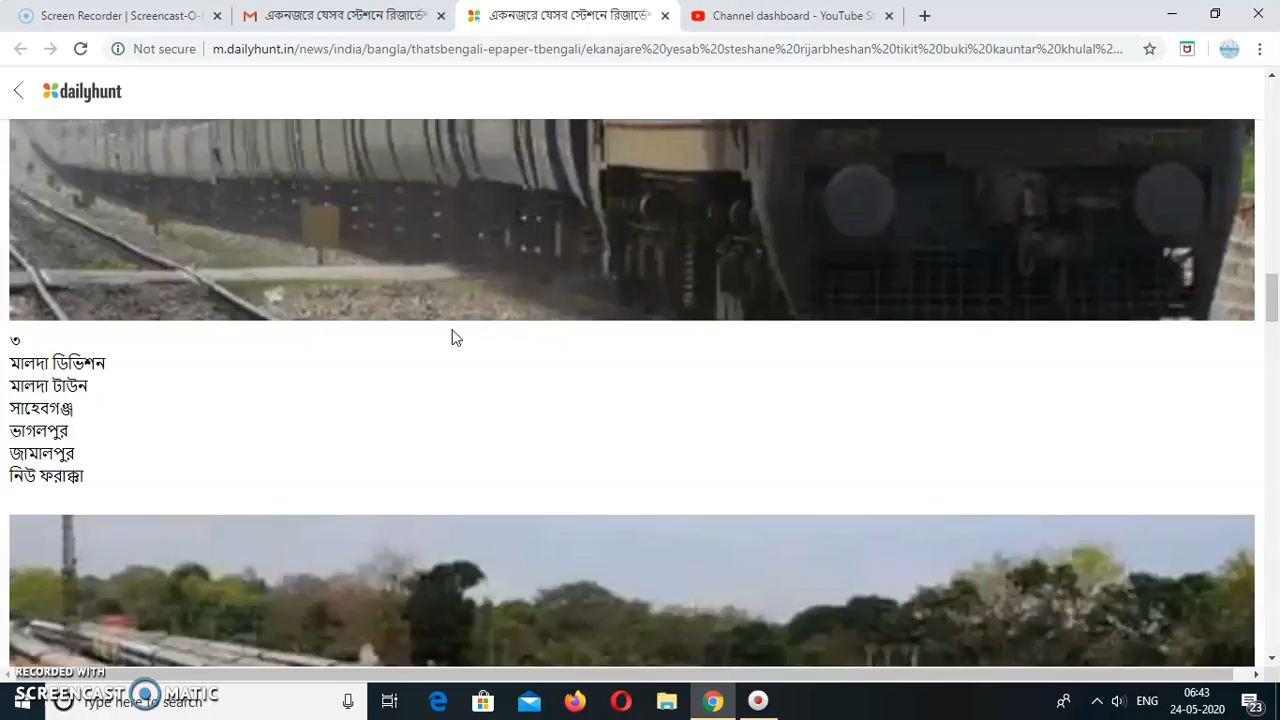 Screen Recorder | Screencast-O-
একনজরে যেসব স্টেশনে রিজার্ভে
একনজরে যেসব স্টেশনে রিজার্ভে
Channel dashboard - YouTube St
Not secure
m.dailyhunt.in/news/india/bangla/thatsbengali-epaper-tbengali/ekanajare%20yesab%20steshane%20rijarbheshan%20tikit%20buki%20kauntar%20khulal%2...
dailyhunt
৩
মালদা ডিভিশন
মালদা টাউন
সাহেবগঞ্জ
ভাগলপুর
জামালপুর
নিউ ফরাক্কা
RECORDED WITH
SCREENCAST MATIC
Type here to search
ENG
06:43
24-05-2020
23